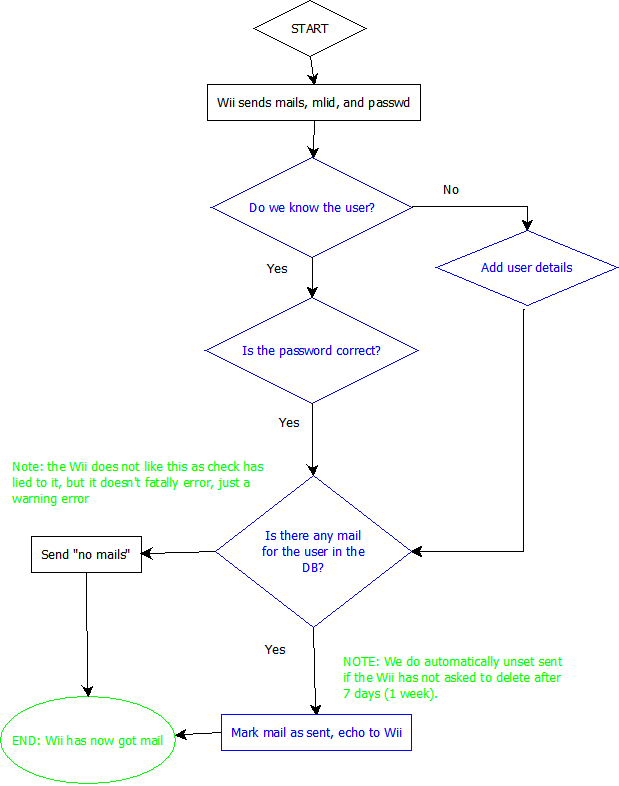 START
Wii sends mails, mlid, and passwd
Do we know the user?
No
Add user details
Yes
Is the password correct?
Yes
Note: the Wii does not like this as check has
lied to it, but it doesn't fatally error, just a
warning error
Is there any mail
for the user in the
DB?
Send "no mails"
Yes
NOTE: We do automatically unset sent
if the Wii has not asked to delete after
7 days (1 week).
END: Wii has now got mail
Mark mail as sent, echo to Wii